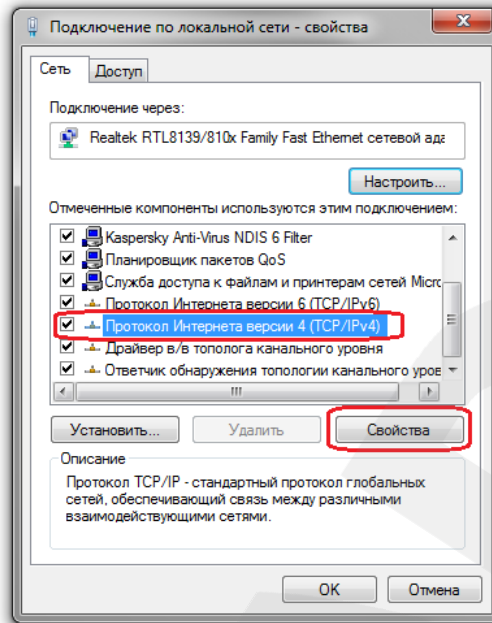 Подключение по локальной сети - свойства
Сеть
Доступ
Подключение через:
Realtek RTL8139/810x Family Fast Ethernet сетевой ада
Настроить...
Отмеченные компоненты используются этим подключением:
Kaspersky Anti-Virus NDIS 6 Filter
Планировщик пакетов QoS
Служба доступа к файлам и принтерам сетей Micro
Протокол Интернета версии 6 (TCP/IPv6)
Протокол Интернета версии 4 (TCP/IPv4)
Драйвер в/в тополога канального уровня
Ответчик обнаружения топологии канального уров
Установить...
Удалить
Свойства
Описание
Протокол TCP/IP - стандартный протокол глобальных
сетей, обеспечивающий связь между различными
взаимодействующими сетями.
OK
Отмена